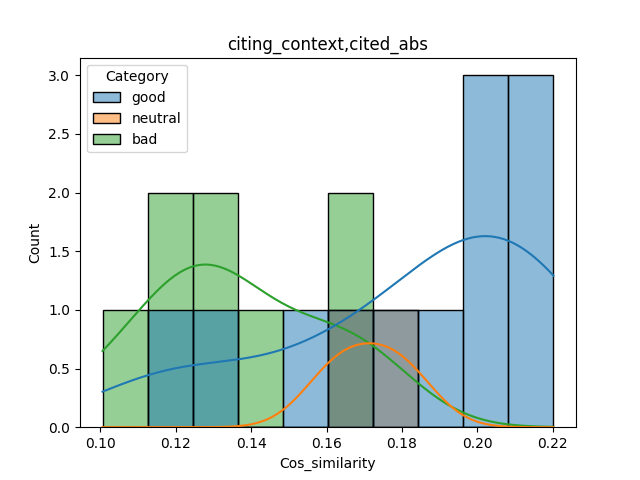 citing_context,cited_abs
Category
good
neutral
bad
Count
3.0
2.5
2.0
1.5
1.0
0.5
0.0
0.10 0.12 0.14 0.16 0.18 0.20 0.22
Cos_similarity